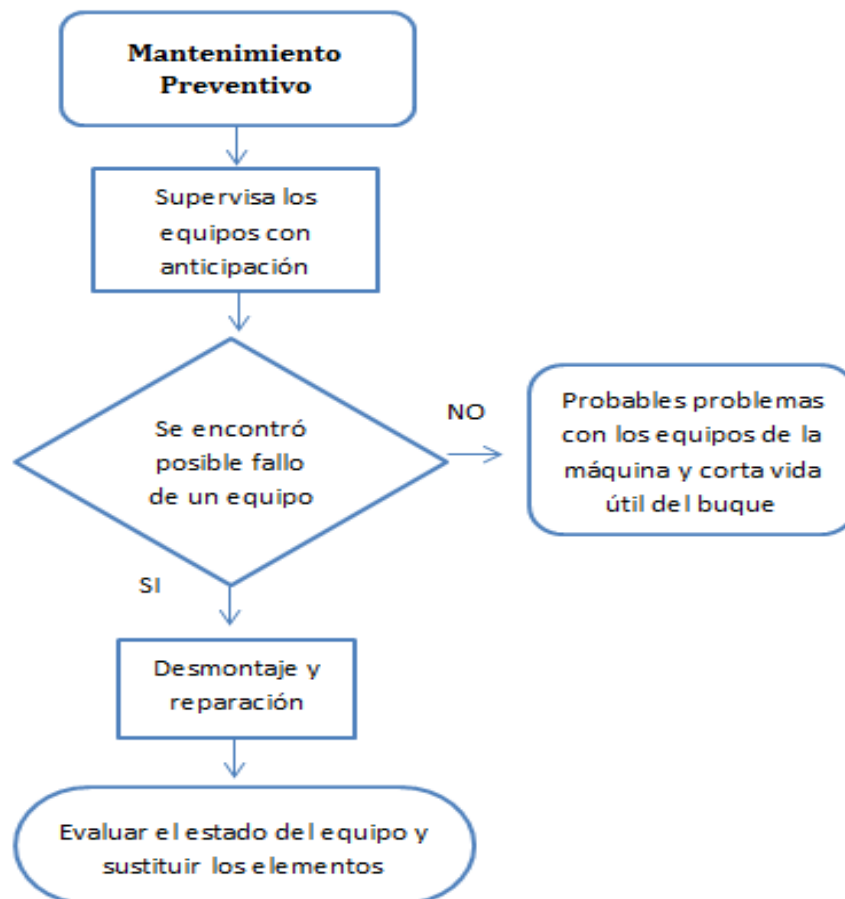 Mantenimiento
Preventivo
Supervisa los
equipos con
anticipación
Se encontró
posible fallo
de un equipo
NO
Probables problemas
con los equipos de la
máquina y corta vida
útil del buque
SI
Desmontaje y
reparación
Evaluar el estado del equipo y
sustituir los elementos